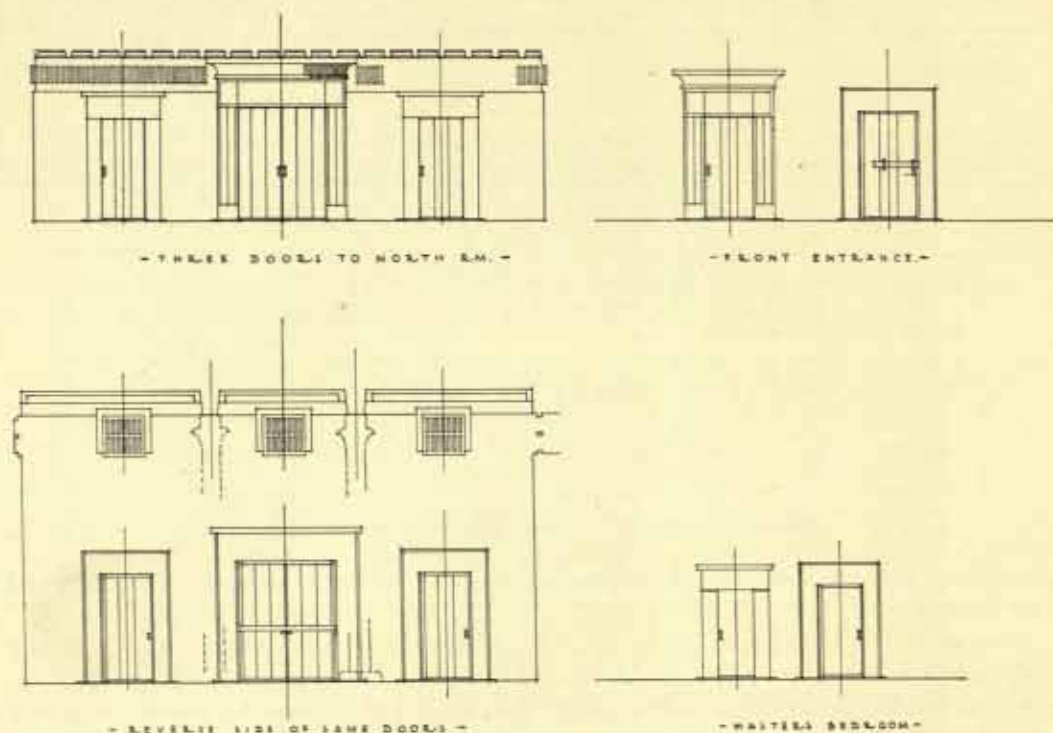 - THREE DOORS TO NORTH RM. -
- FRONT ENTRANCE. -
- REVERSE SIDE OF SAME DOORS -
- MASTERS BEDROOM -